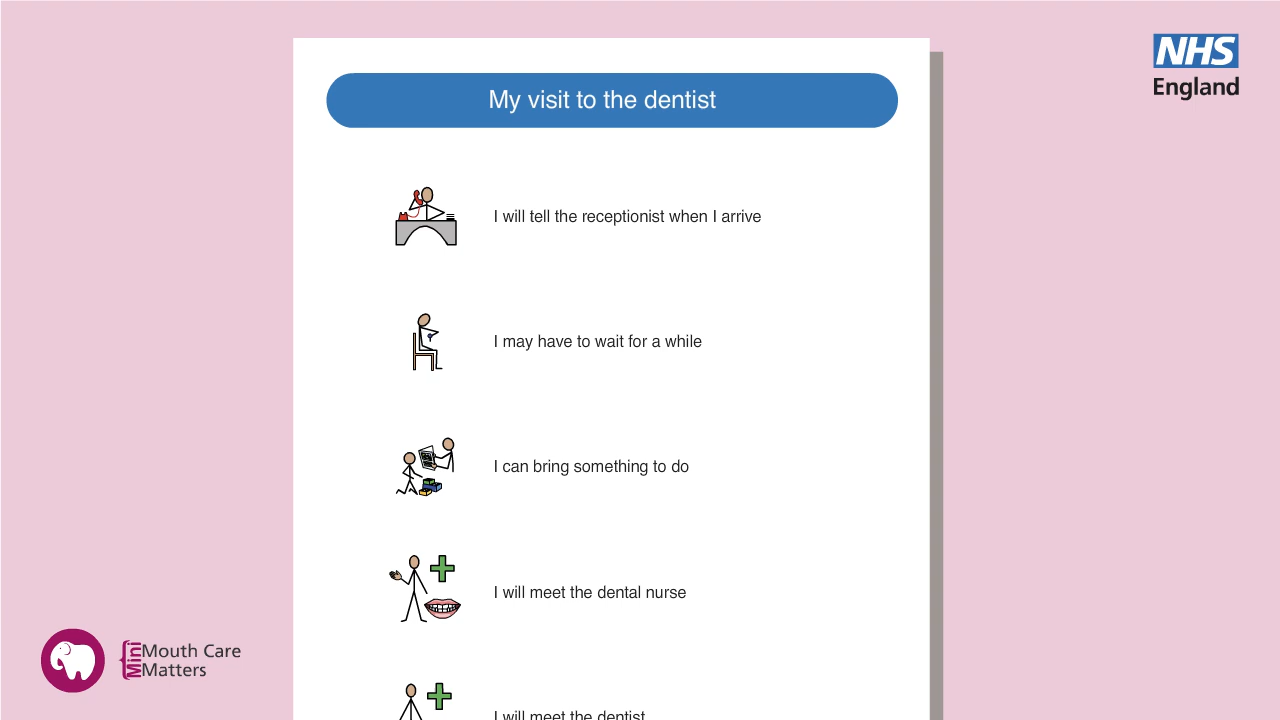 NHS
England
My visit to the dentist
I will tell the receptionist when I arrive
I may have to wait for a while
I can bring something to do
I will meet the dental nurse
I will meet the dentist
Mini
Mouth Care
Matters